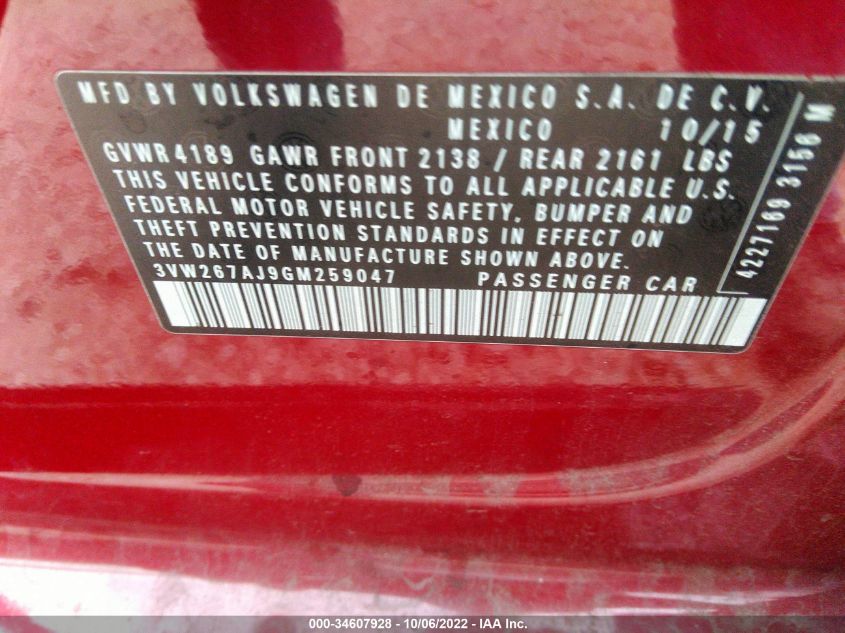 MFD BY VOLKSWAGEN DE MEXICO S.A. DE C.V.
MEXICO 10/15
GVWR 4189 GAWR FRONT 2138 / REAR 2161 LBS
THIS VEHICLE CONFORMS TO ALL APPLICABLE U.S.
FEDERAL MOTOR VEHICLE SAFETY, BUMPER AND
THEFT PREVENTION STANDARDS IN EFFECT ON
THE DATE OF MANUFACTURE SHOWN ABOVE.
3VW267AJ9GM259047 PASSENGER CAR
4227169 3156 M
000-34607928 - 10/06/2022 - IAA Inc.